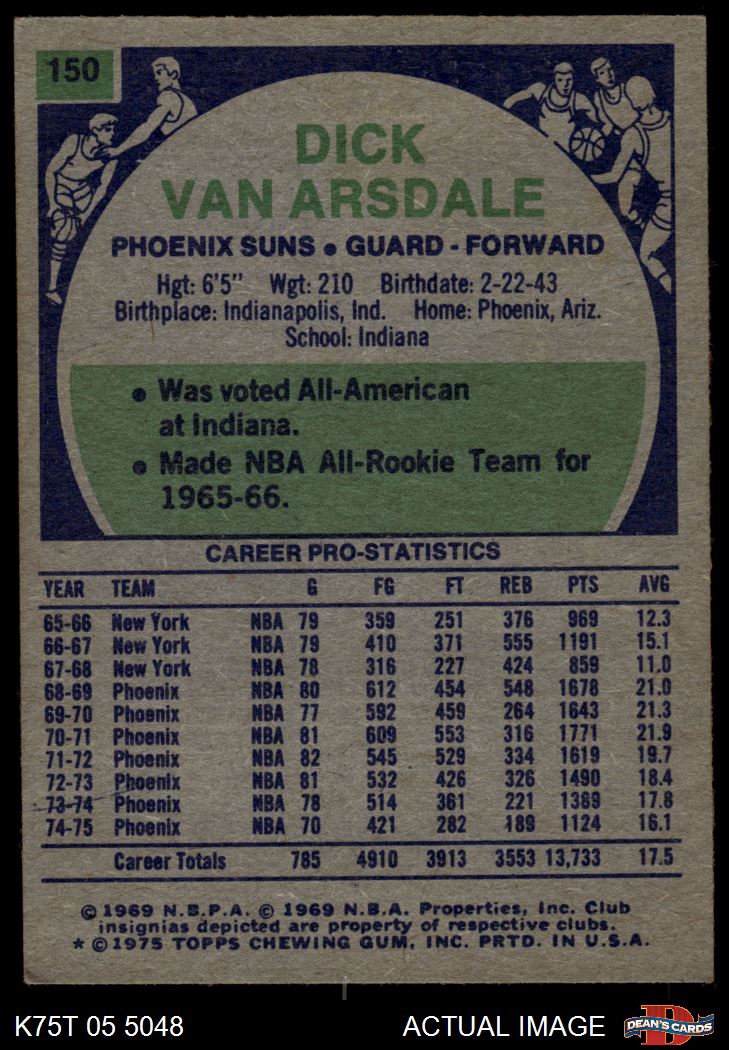 150
DICK
VAN ARSDALE
PHOENIX SUNS • GUARD - FORWARD
Hgt: 6'5" Wgt: 210 Birthdate: 2-22-43
Birthplace: Indianapolis, Ind. Home: Phoenix, Ariz.
School: Indiana
• Was voted All-American
at Indiana.
• Made NBA All-Rookie Team for
1965-66.
CAREER PRO-STATISTICS
YEAR TEAM G FG FT REB PTS AVG
65-66 New York NBA 79 359 251 376 969 12.3
66-67 New York NBA 79 410 371 555 1191 15.1
67-68 New York NBA 78 316 227 424 859 11.0
68-69 Phoenix NBA 80 612 454 548 1678 21.0
69-70 Phoenix NBA 77 592 459 264 1643 21.3
70-71 Phoenix NBA 81 609 553 316 1771 21.9
71-72 Phoenix NBA 82 545 529 334 1619 19.7
72-73 Phoenix NBA 81 532 426 326 1490 18.4
73-74 Phoenix NBA 78 514 361 221 1389 17.8
74-75 Phoenix NBA 70 421 282 189 1124 16.1
Career Totals 785 4910 3913 3553 13,733 17.5
© 1969 N.B.P.A. © 1969 N.B.A. Properties, Inc. Club
insignias depicted are property of respective clubs.
* © 1975 TOPPS CHEWING GUM, INC. PRTD. IN U.S.A.
K75T 05 5048 ACTUAL IMAGE DEAN'S CARDS